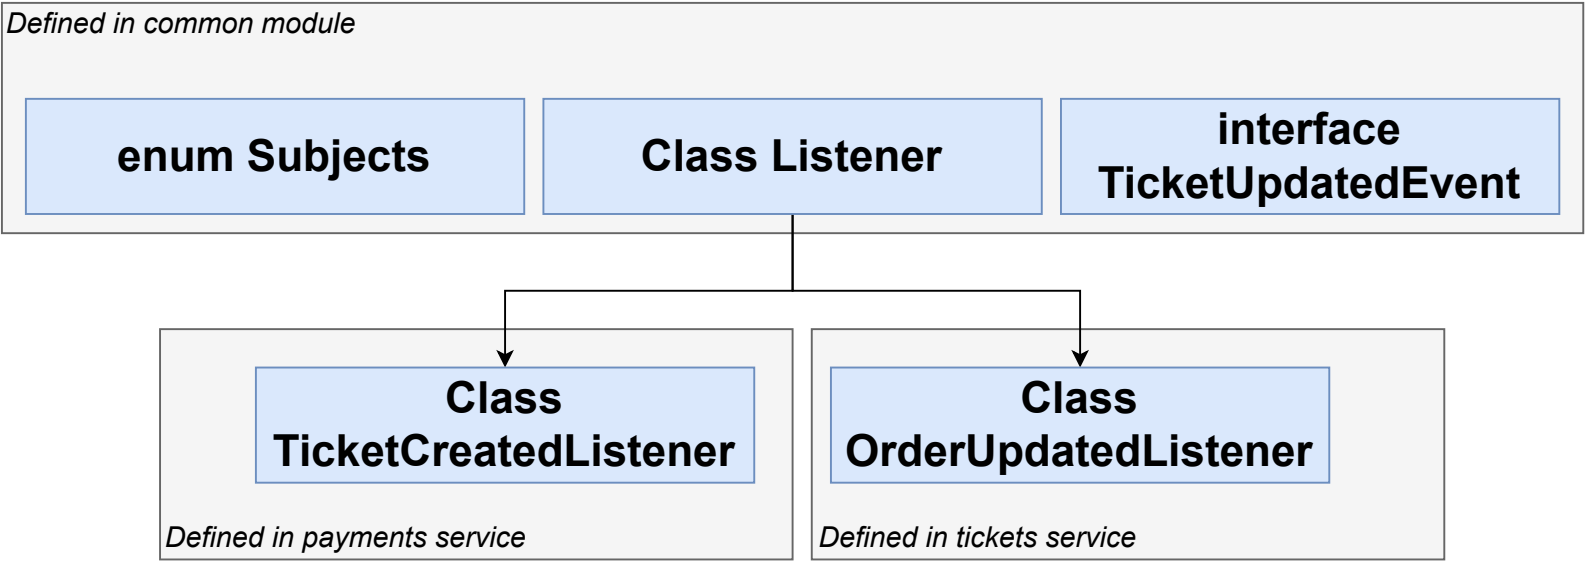 Defined in common module
enum Subjects
Class Listener
interface
TicketUpdatedEvent
Class
TicketCreatedListener
Defined in payments service
Class
OrderUpdatedListener
Defined in tickets service